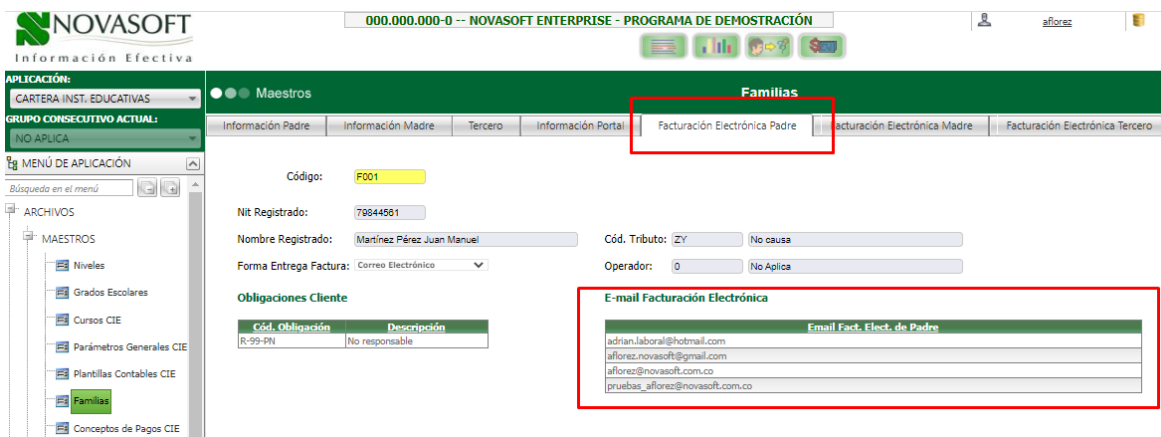 NOVASOFT
Información Efectiva
000.000.000-0 -- NOVASOFT ENTERPRISE - PROGRAMA DE DEMOSTRACIÓN
aflorez
APLICACIÓN:
CARTERA INST. EDUCATIVAS
GRUPO CONSECUTIVO ACTUAL:
NO APLICA
MENÚ DE APLICACIÓN
Búsqueda en el menú
ARCHIVOS
MAESTROS
Niveles
Grados Escolares
Cursos CIE
Parámetros Generales CIE
Plantillas Contables CIE
Familias
Conceptos de Pagos CIE
Maestros
Familias
Información Padre
Información Madre
Tercero
Información Portal
Facturación Electrónica Padre
Facturación Electrónica Madre
Facturación Electrónica Tercero
Código: F001
Nit Registrado: 79844561
Nombre Registrado: Martínez Pérez Juan Manuel
Cód. Tributo: ZY No causa
Forma Entrega Factura: Correo Electrónico
Operador: 0 No Aplica
Obligaciones Cliente
Cód. Obligación Descripción
R-99-PN No responsable
E-mail Facturación Electrónica
Email Fact. Elect. de Padre
adrian.laboral@hotmail.com
aflorez.novasoft@gmail.com
aflorez@novasoft.com.co
pruebas_aflorez@novasoft.com.co